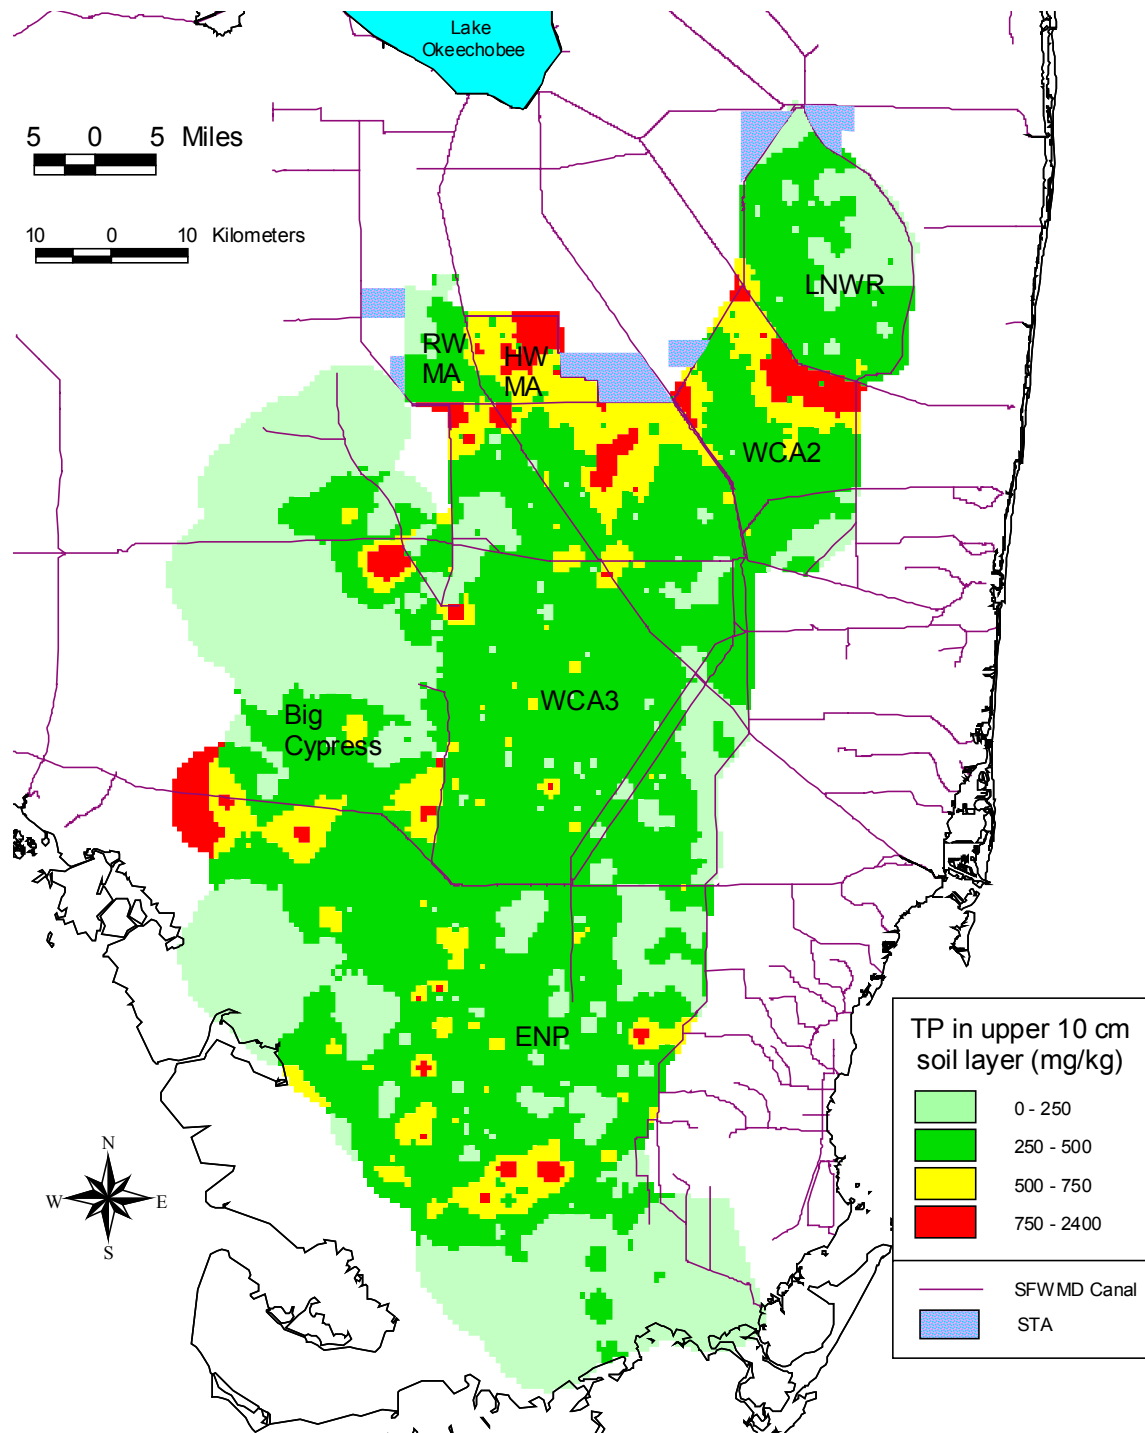 Lake
Okeechobee
5 0 5 Miles
10 0 10 Kilometers
LNWR
RW
MA
HW
MA
WCA2
WCA3
Big
Cypress
ENP
TP in upper 10 cm
soil layer (mg/kg)
0 - 250
250 - 500
500 - 750
750 - 2400
SFWMD Canal
STA
N
W E
S